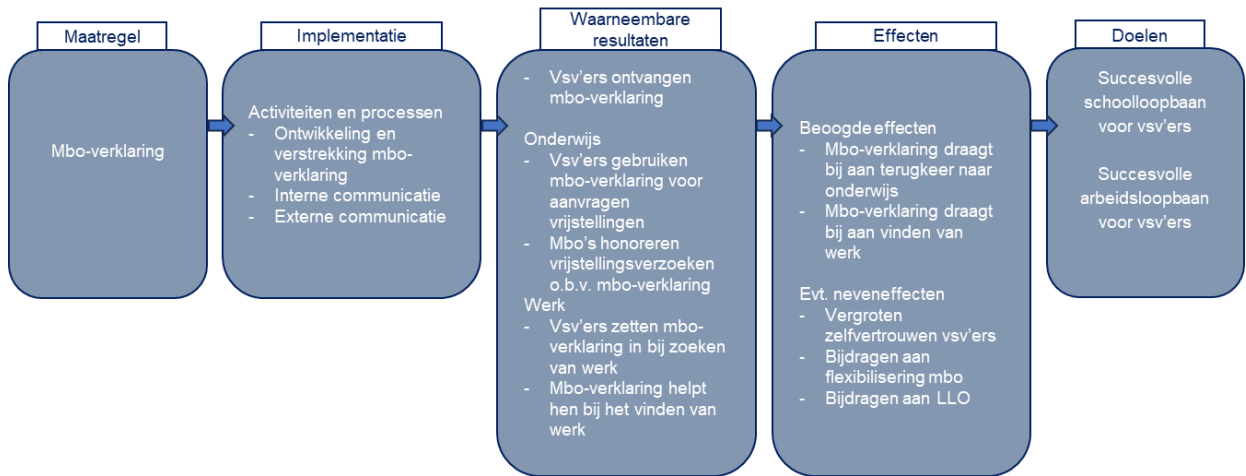 Maatregel
Mbo-verklaring
Implementatie
Activiteiten en processen
- Ontwikkeling en
verstrekking mbo-
verklaring
- Interne communicatie
- Externe communicatie
Waarneembare
resultaten
- Vsv'ers ontvangen
mbo-verklaring
Onderwijs
- Vsv'ers gebruiken
mbo-verklaring voor
aanvragen
vrijstellingen
- Mbo's honoreren
vrijstellingsverzoeken
o.b.v. mbo-verklaring
Werk
- Vsv'ers zetten mbo-
verklaring in bij zoeken
van werk
- Mbo-verklaring helpt
hen bij het vinden van
werk
Effecten
Beoogde effecten
- Mbo-verklaring draagt
bij aan terugkeer naar
onderwijs
- Mbo-verklaring draagt
bij aan vinden van
werk
Evt. neveneffecten
- Vergroten
zelfvertrouwen vsv'ers
- Bijdragen aan
flexibilisering mbo
- Bijdragen aan LLO
Doelen
Succesvolle
schoolloopbaan
voor vsv'ers
Succesvolle
arbeidsloopbaan
voor vsv'ers